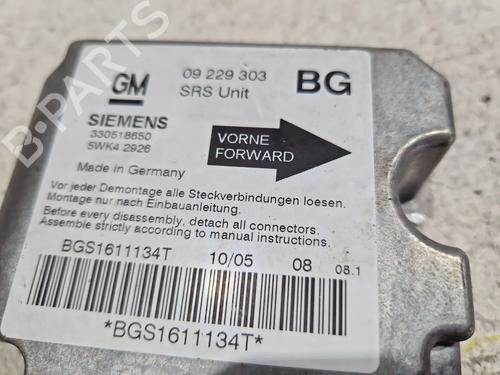 GM
09 229 303
SRS Unit
BG
SIEMENS
330518650
5WK4 2926
VORNE
FORWARD
Made in Germany
Vor jeder Demontage alle Steckverbindungen loesen.
Montage nur nach Einbauanleitung.
Before every disassembly, detach all connectors.
Assemble strictly according to manual instructions.
BGS1611134T 10/05 08 08.1
*BGS1611134T*